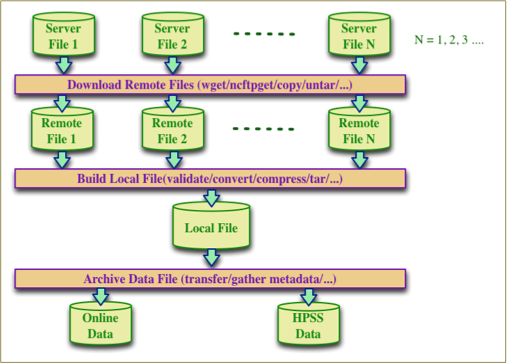 Server File 1
Server File 2
Server File N
N = 1, 2, 3 ....
Download Remote Files (wget/ncftpget/copy/untar/...)
Remote File 1
Remote File 2
Remote File N
Build Local File(validate/convert/compress/tar/...)
Local File
Archive Data File (transfer/gather metadata/...)
Online Data
HPSS Data